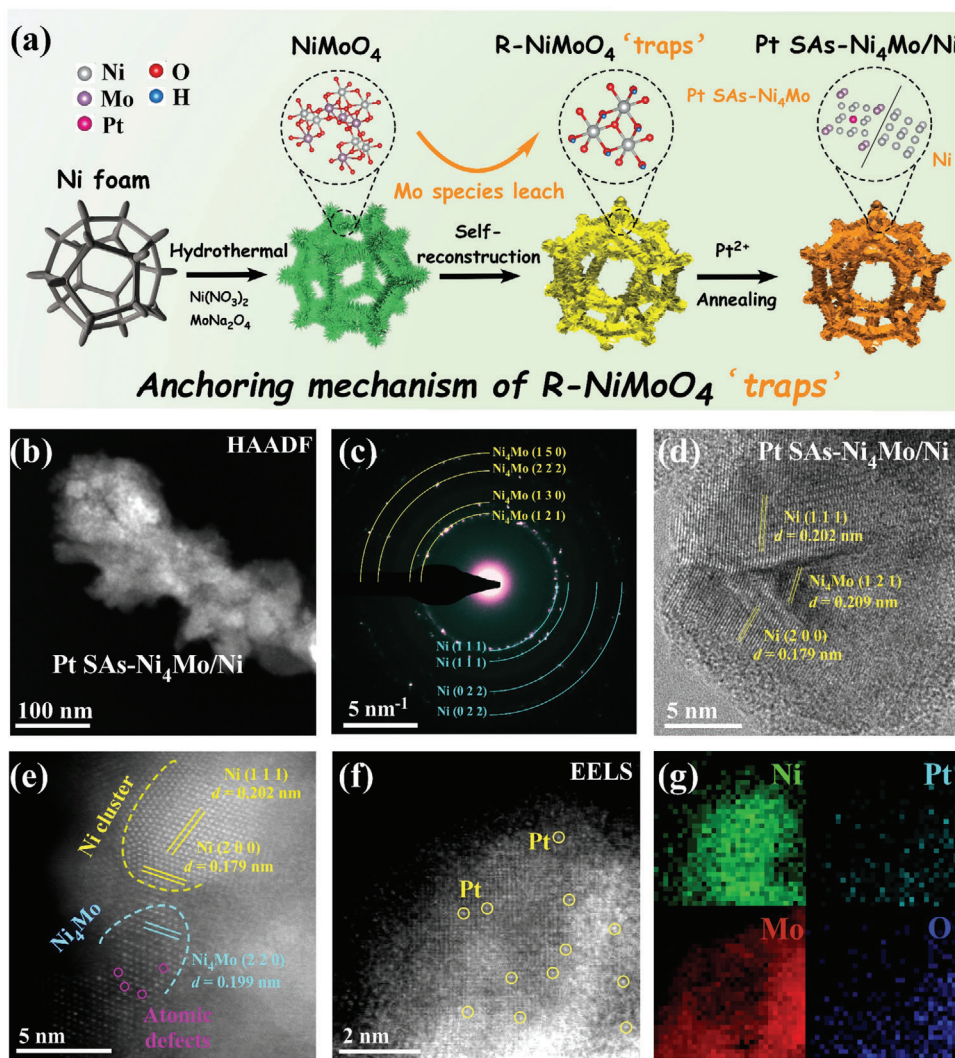 (a)
NiMoO₄
R-NiMoO₄ 'traps'
Pt SAs-Ni₄Mo/Ni
Ni
O
Mo
H
Pt
Pt SAs-Ni₄Mo
Ni
Mo species leach
Ni foam
Hydrothermal
Ni(NO₃)₂
MoNa₂O₄
Self-
reconstruction
Pt²⁺
Annealing
Anchoring mechanism of R-NiMoO₄ 'traps'
(b)
HAADF
Pt SAs-Ni₄Mo/Ni
100 nm
(c)
Ni₄Mo (1 5 0)
Ni₄Mo (2 2 2)
Ni₄Mo (1 3 0)
Ni₄Mo (1 2 1)
Ni (1 1 1)
Ni (1 1̄ 1)
Ni (0 2 2)
Ni (0 2 2)
5 nm⁻¹
(d)
Pt SAs-Ni₄Mo/Ni
Ni (1 1 1)
d = 0.202 nm
Ni₄Mo (1 2 1)
d = 0.209 nm
Ni (2 0 0)
d = 0.179 nm
5 nm
(e)
Ni cluster
Ni (1 1 1)
d = 0.202 nm
Ni (2 0 0)
d = 0.179 nm
Ni₄Mo
Ni₄Mo (2 2 0)
d = 0.199 nm
Atomic
defects
5 nm
(f)
EELS
Pt
Pt
2 nm
(g)
Ni
Pt
Mo
O